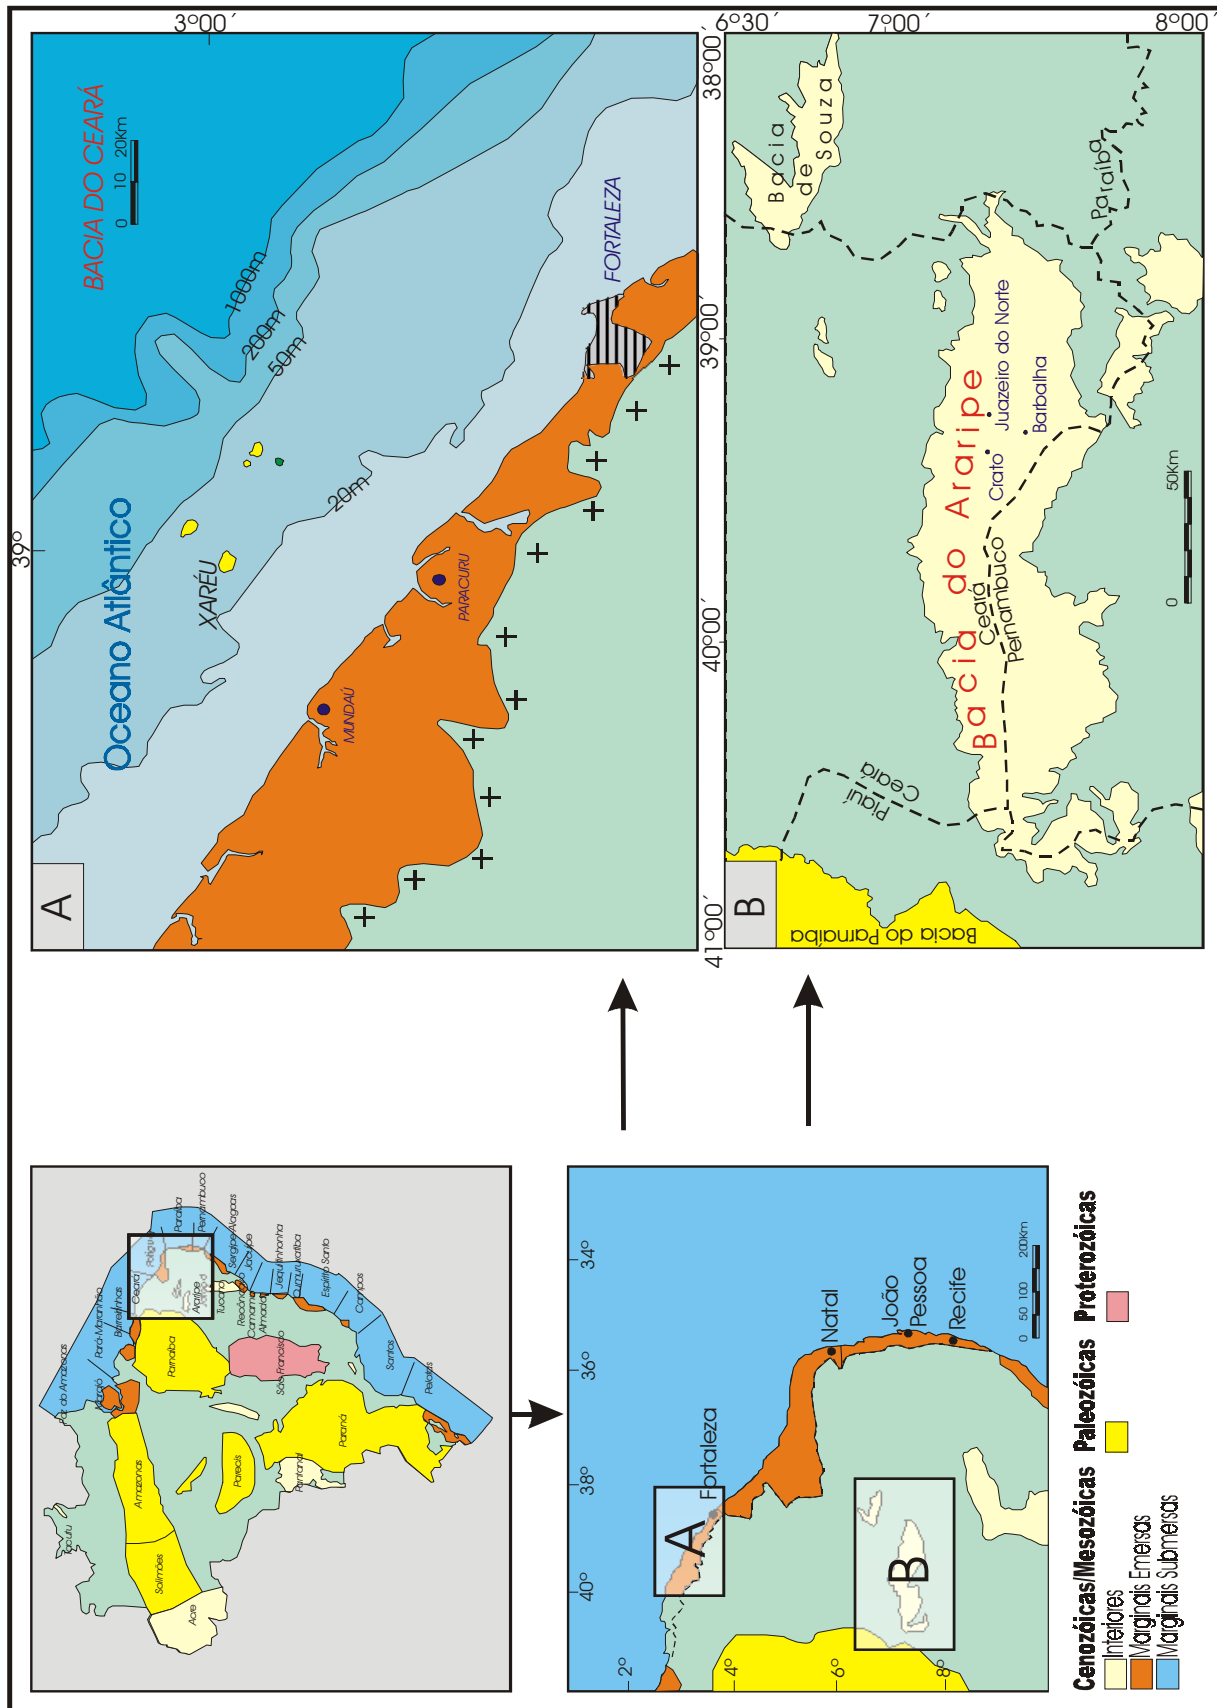 Tacutu
Acre
Solimões
Amazonas
Marajó
Foz do Amazonas
Pará-Maranhão
Barreirinhas
Ceará
Potiguar
Paraíba
Pernambuco
Sergipe-Alagoas
Jacuípe
Jequitinhonha
Cumuruxatiba
Espírito Santo
Campos
Santos
Pelotas
Araripe
Tucano
Recôncavo
Camamu
Almada
Parnaíba
São Francisco
Parecis
Pantanal
Paraná
2°
4°
6°
8°
40°
38°
36°
34°
A
B
Fortaleza
Natal
João
Pessoa
Recife
0 50 100 200Km
Cenozóicas/Mesozóicas Paleozóicas Proterozóicas
Interiores
Marginais Emersas
Marginais Submersas
A
3°00´
39°
Oceano Atlântico
BACIA DO CEARÁ
0 10 20Km
1000m
200m
50m
20m
XARÉU
MUNDAÚ
PARACURU
FORTALEZA
B
41°00´
40°00´
39°00´
38°00´
6°30´
7°00´
8°00´
Bacia do Parnaíba
Piauí
Ceará
Bacia do Araripe
Ceará
Pernambuco
Crato
Juazeiro do Norte
Barbalha
Bacia
de Souza
Paraíba
0 50Km